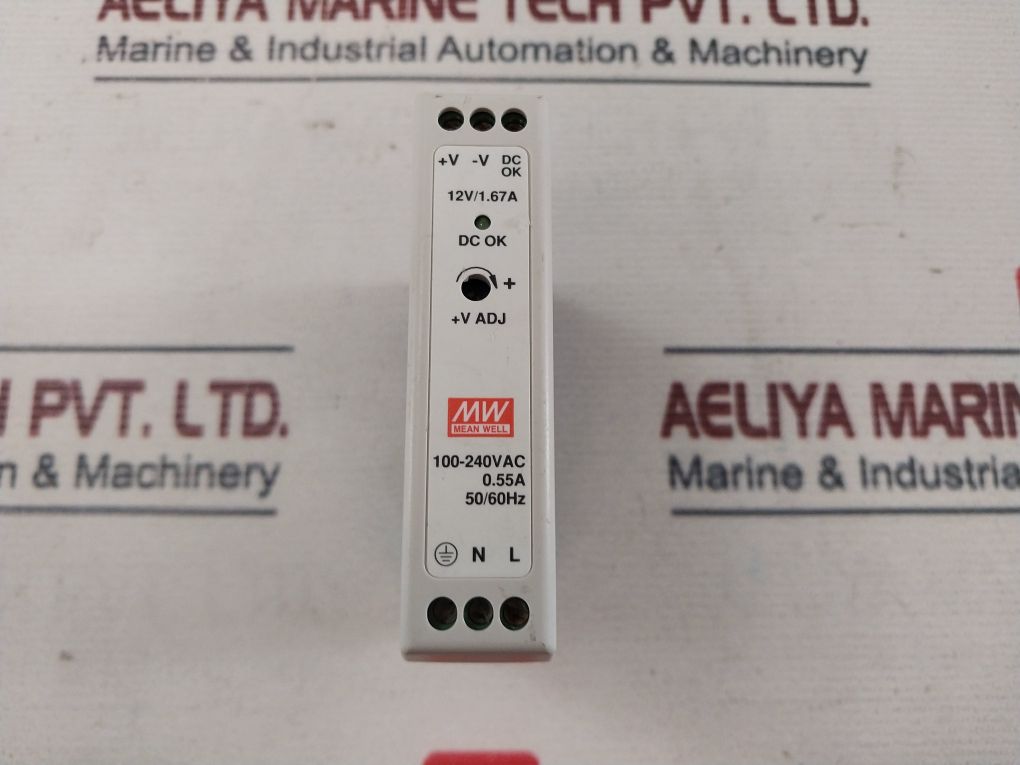 AELIYA MARINE TECH PVT. LTD.
Marine & Industrial Automation & Machinery
+V -V DC OK
12V/1.67A
DC OK
+
+V ADJ
MW
MEAN WELL
100-240VAC
0.55A
50/60Hz
N L
PVT. LTD.
n & Machinery
AELIYA MARIN
Marine & Industria